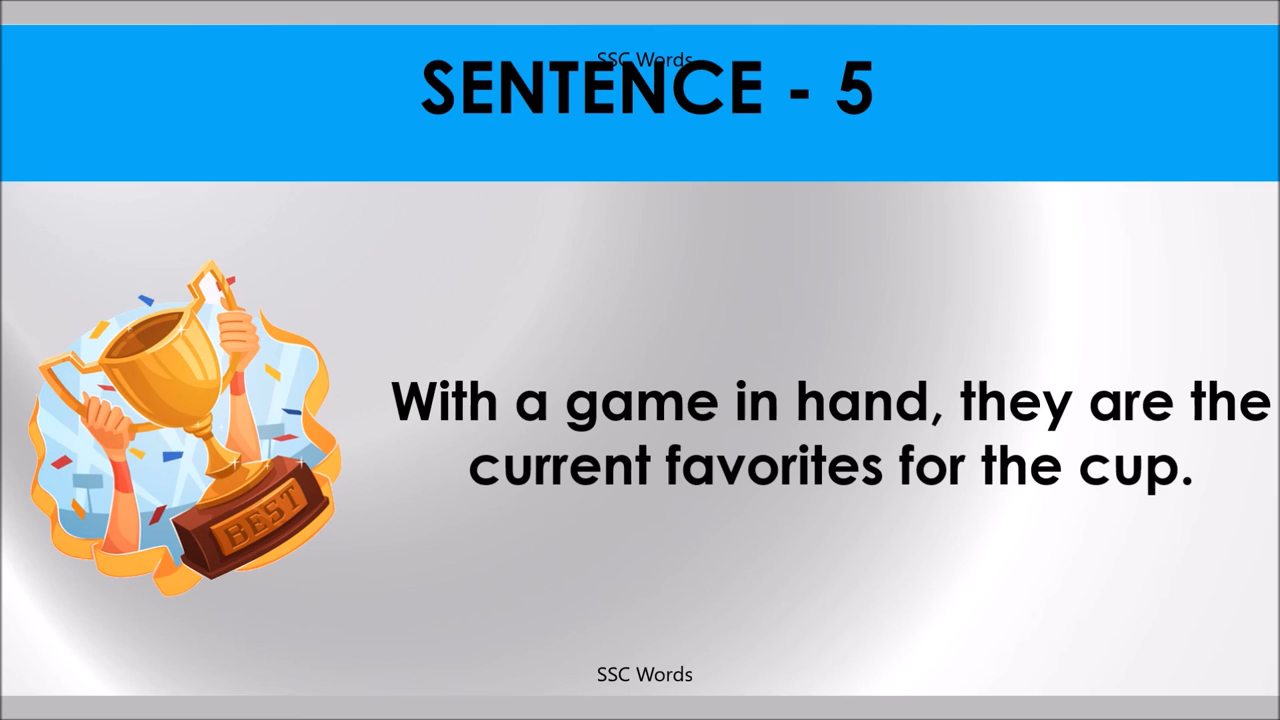 SSC Words
SENTENCE - 5
With a game in hand, they are the
current favorites for the cup.
BEST
SSC Words